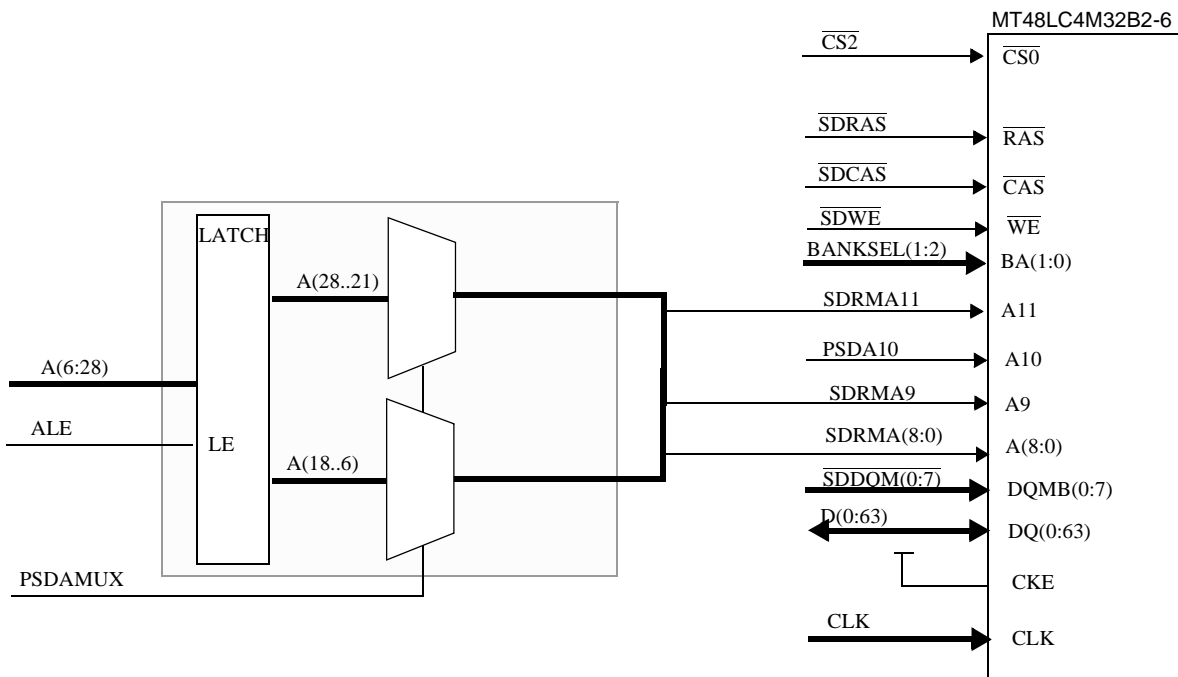 MT48LC4M32B2-6
CS2
CS0
SDRAS
RAS
SDCAS
CAS
SDWE
WE
BANKSEL(1:2)
BA(1:0)
LATCH
A(28..21)
SDRMA11
A11
PSDA10
A10
A(6:28)
SDRMA9
A9
ALE
LE
SDRMA(8:0)
A(8:0)
A(18..6)
SDDQM(0:7)
DQMB(0:7)
D(0:63)
DQ(0:63)
PSDAMUX
CKE
CLK
CLK